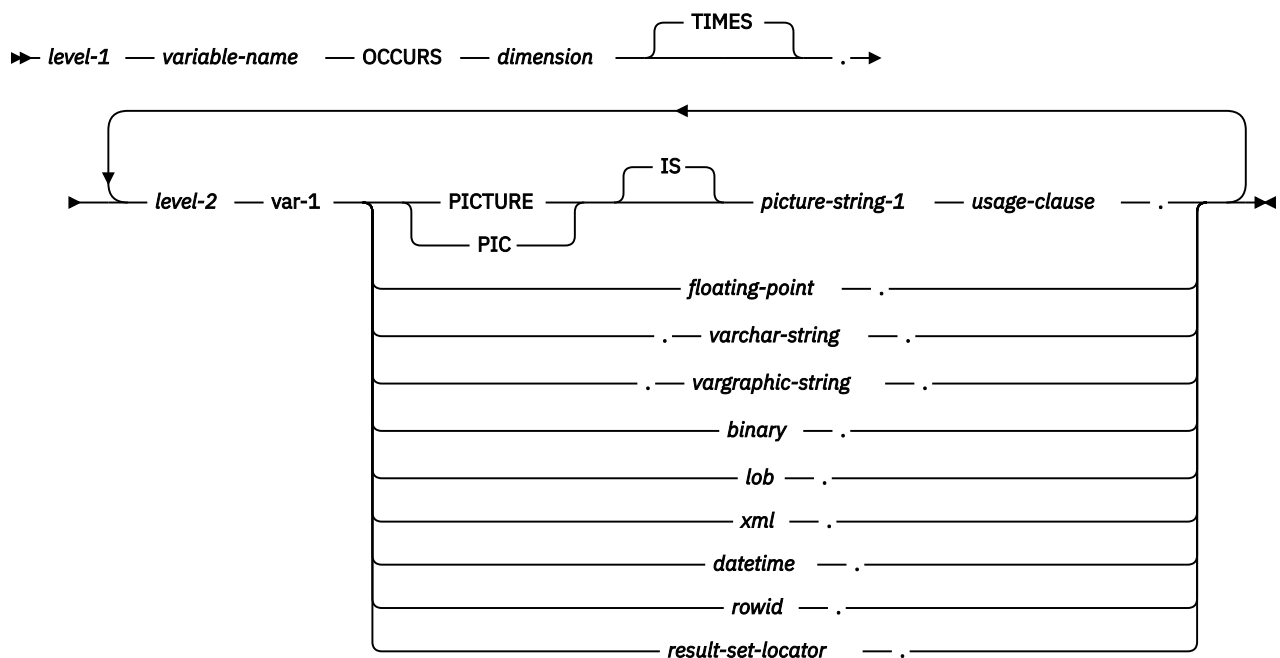 TIMES
level-1 variable-name OCCURS dimension .
IS
level-2 var-1 PICTURE picture-string-1 usage-clause .
PIC
floating-point .
. varchar-string .
. vargraphic-string .
binary .
lob .
xml .
datetime .
rowid .
result-set-locator .